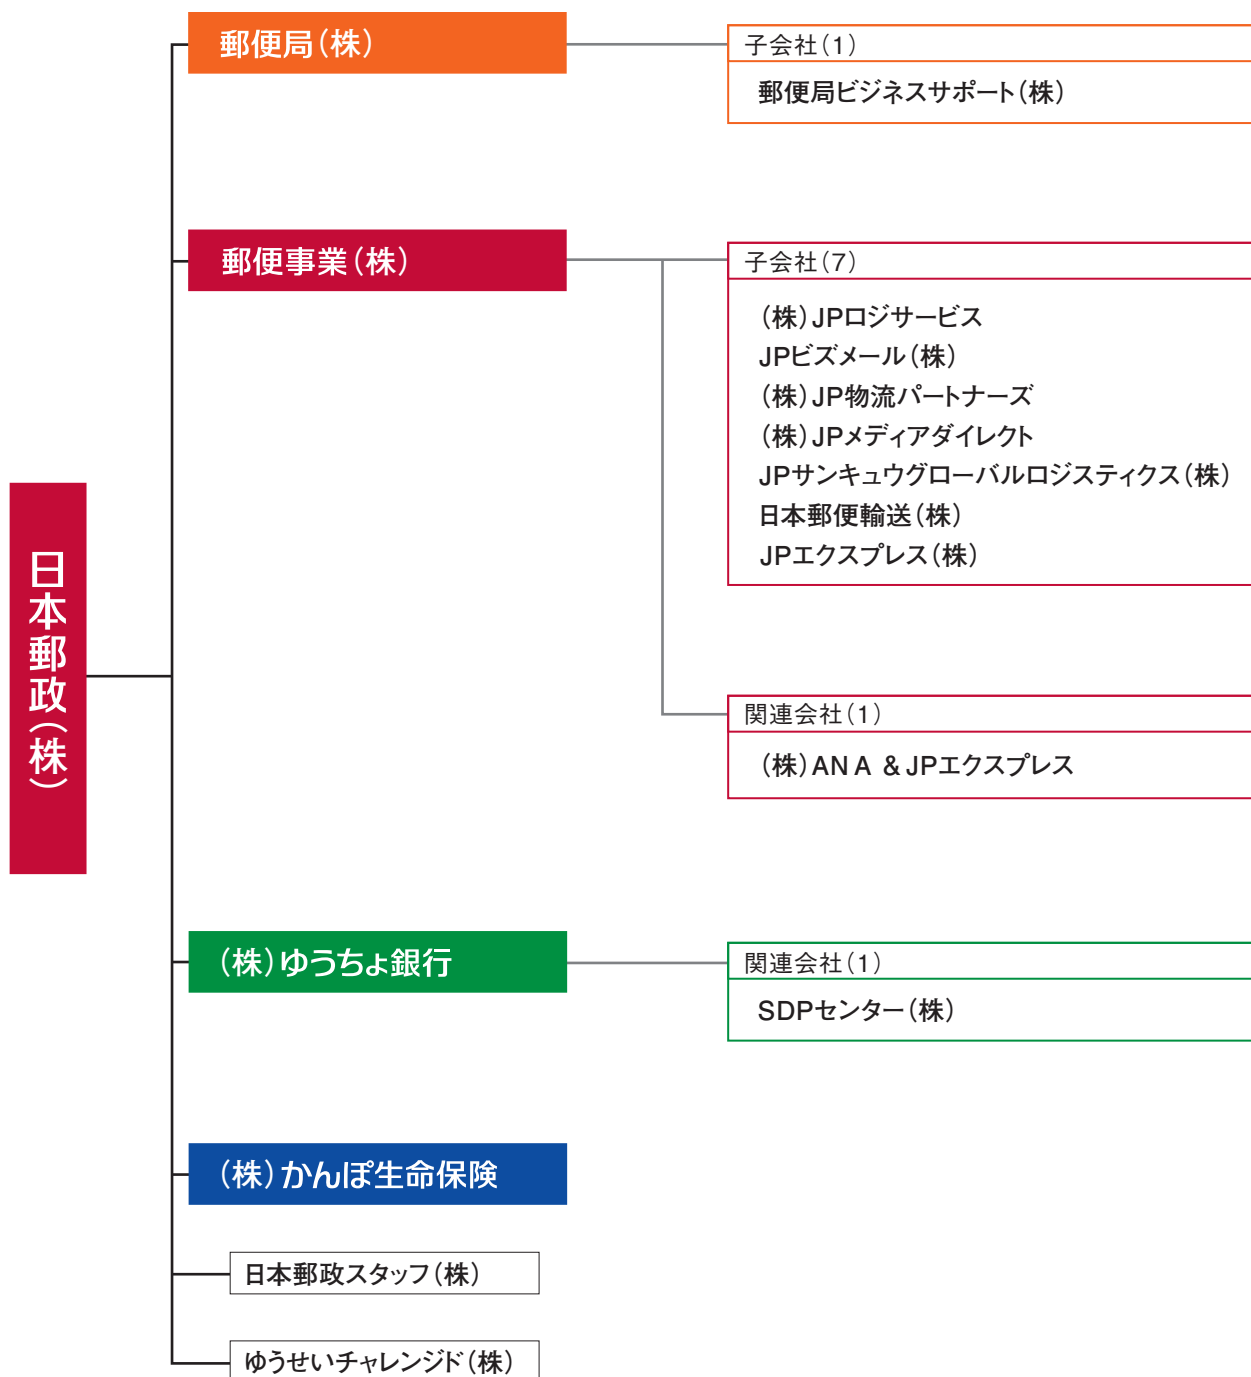 日本郵政(株)
郵便局(株)
子会社(1)
郵便局ビジネスサポート(株)
郵便事業(株)
子会社(7)
(株)JPロジサービス
JPビズメール(株)
(株)JP物流パートナーズ
(株)JPメディアダイレクト
JPサンキュウグローバルロジスティクス(株)
日本郵便輸送(株)
JPエクスプレス(株)
関連会社(1)
(株)ANA &JPエクスプレス
(株)ゆうちょ銀行
関連会社(1)
SDPセンター(株)
(株)かんぽ生命保険
日本郵政スタッフ(株)
ゆうせいチャレンジド(株)